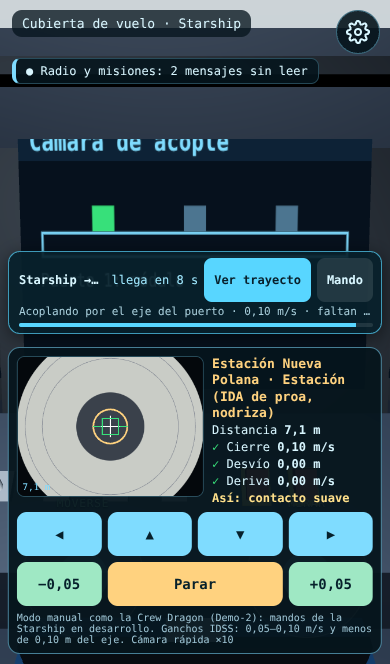 Cubierta de vuelo · Starship
● Radio y misiones: 2 mensajes sin leer
Cámara de acople
Starship →… llega en 8 s Ver trayecto Mando
Acoplando por el eje del puerto · 0,10 m/s · faltan …
Estación Nueva
Polana · Estación
(IDA de proa,
nodriza)
Distancia 7,1 m
✓ Cierre 0,10 m/s
✓ Desvío 0,00 m
✓ Deriva 0,00 m/s
Así: contacto suave
7,1
◄ ▲ ▼ ►
−0,05 Parar +0,05
Modo manual como la Crew Dragon (Demo-2): mandos de la
Starship en desarrollo. Ganchos IDSS: 0,05–0,10 m/s y menos
de 0,10 m del eje. Cámara rápida ×10